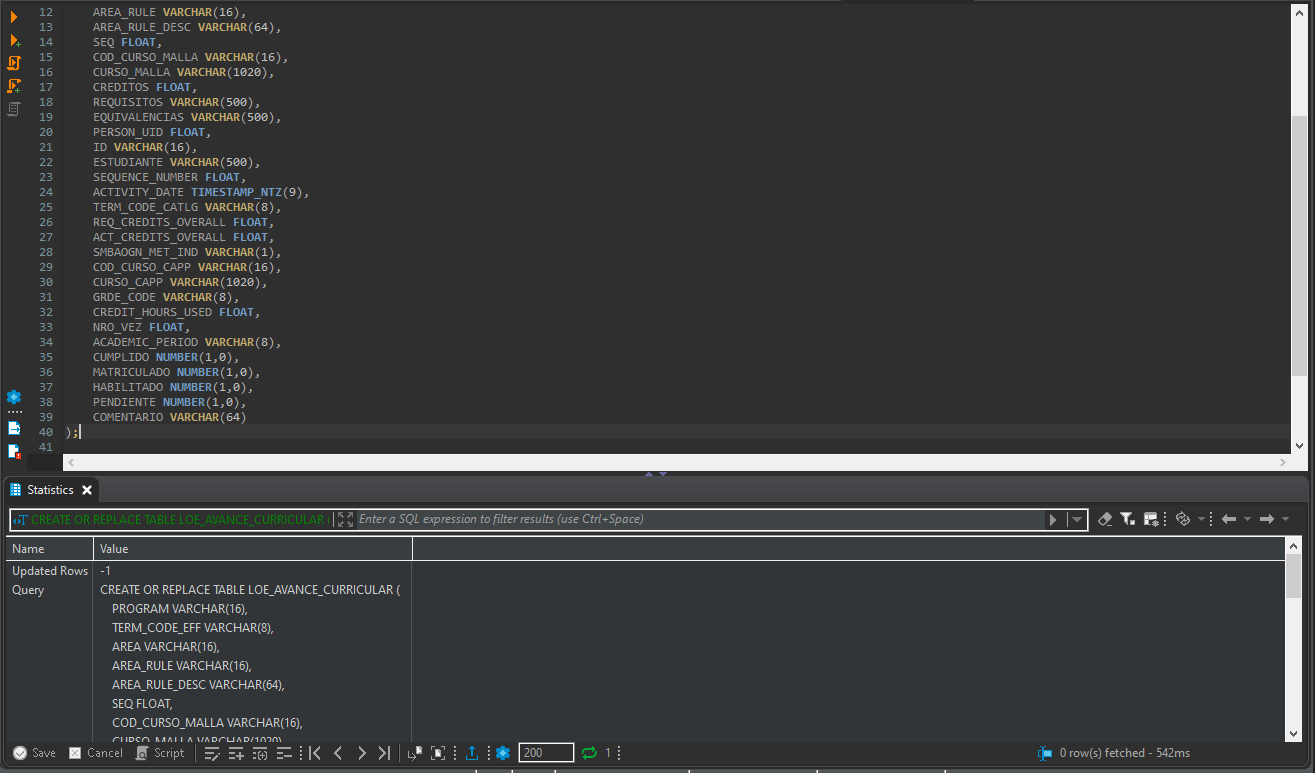 12 AREA_RULE VARCHAR(16),
13 AREA_RULE_DESC VARCHAR(64),
14 SEQ FLOAT,
15 COD_CURSO_MALLA VARCHAR(16),
16 CURSO_MALLA VARCHAR(1020),
17 CREDITOS FLOAT,
18 REQUISITOS VARCHAR(500),
19 EQUIVALENCIAS VARCHAR(500),
20 PERSON_UID FLOAT,
21 ID VARCHAR(16),
22 ESTUDIANTE VARCHAR(500),
23 SEQUENCE_NUMBER FLOAT,
24 ACTIVITY_DATE TIMESTAMP_NTZ(9),
25 TERM_CODE_CATLG VARCHAR(8),
26 REQ_CREDITS_OVERALL FLOAT,
27 ACT_CREDITS_OVERALL FLOAT,
28 SMBAOGN_MET_IND VARCHAR(1),
29 COD_CURSO_CAPP VARCHAR(16),
30 CURSO_CAPP VARCHAR(1020),
31 GRDE_CODE VARCHAR(8),
32 CREDIT_HOURS_USED FLOAT,
33 NRO_VEZ FLOAT,
34 ACADEMIC_PERIOD VARCHAR(8),
35 CUMPLIDO NUMBER(1,0),
36 MATRICULADO NUMBER(1,0),
37 HABILITADO NUMBER(1,0),
38 PENDIENTE NUMBER(1,0),
39 COMENTARIO VARCHAR(64)
40 );
41
Statistics
CREATE OR REPLACE TABLE LOE_AVANCE_CURRICULAR ( Enter a SQL expression to filter results (use Ctrl+Space)
Name Value
Updated Rows -1
Query CREATE OR REPLACE TABLE LOE_AVANCE_CURRICULAR (
PROGRAM VARCHAR(16),
TERM_CODE_EFF VARCHAR(8),
AREA VARCHAR(16),
AREA_RULE VARCHAR(16),
AREA_RULE_DESC VARCHAR(64),
SEQ FLOAT,
COD_CURSO_MALLA VARCHAR(16),
CURSO_MALLA VARCHAR(1020),
Save Cancel Script 200 1 0 row(s) fetched - 542ms